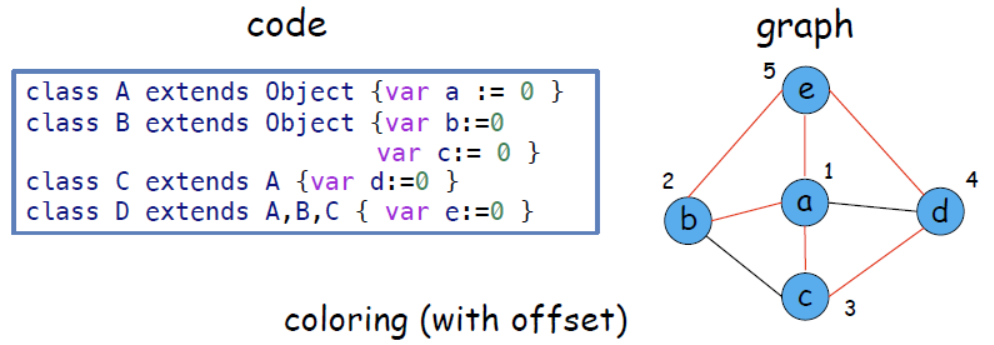 code
class A extends Object {var a := 0 }
class B extends Object {var b:=0
var c:= 0 }
class C extends A {var d:=0 }
class D extends A,B,C { var e:=0 }
graph
5
e
1
a
2
b
4
d
c
3
coloring (with offset)